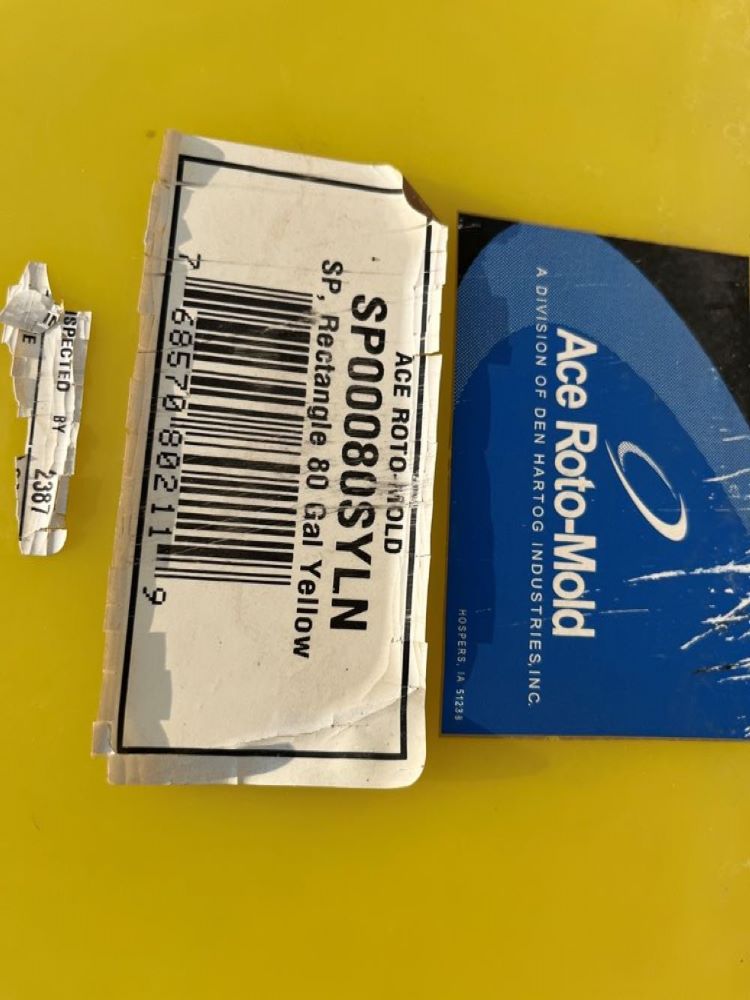 Ace Roto-Mold
A DIVISION OF DEN HARTOG INDUSTRIES, INC.
HOSPERS, IA 51238
ACE ROTO-MOLD
SP00080SYLN
SP, Rectangle 80 Gal Yellow
7 68570 80211 9
SPECTED BY 2387